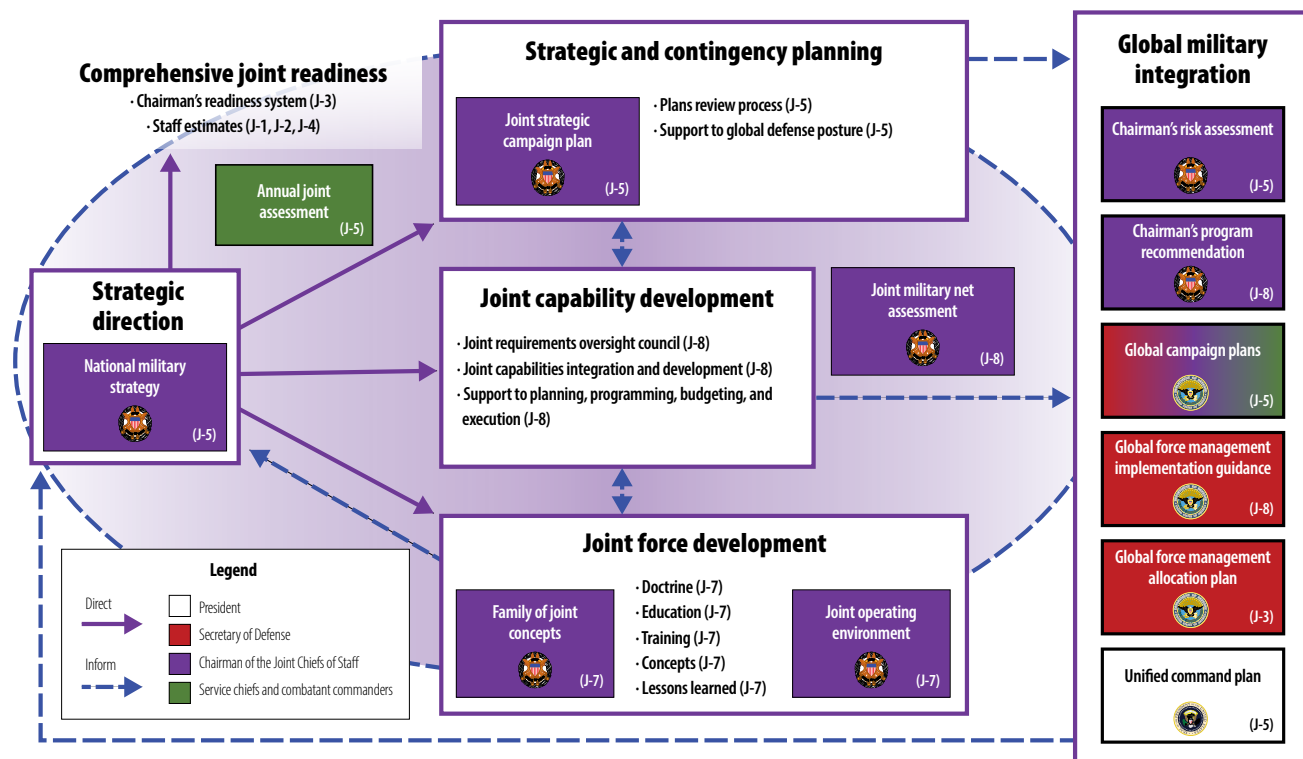 Comprehensive joint readiness
· Chairman's readiness system (J-3)
· Staff estimates (J-1, J-2, J-4)
Annual joint
assessment
(J-5)
Strategic
direction
National military
strategy
(J-5)
Strategic and contingency planning
Joint strategic
campaign plan
(J-5)
· Plans review process (J-5)
· Support to global defense posture (J-5)
Joint capability development
· Joint requirements oversight council (J-8)
· Joint capabilities integration and development (J-8)
· Support to planning, programming, budgeting, and
execution (J-8)
Joint military net
assessment
(J-8)
Joint force development
Family of joint
concepts
(J-7)
· Doctrine (J-7)
· Education (J-7)
· Training (J-7)
· Concepts (J-7)
· Lessons learned (J-7)
Joint operating
environment
(J-7)
Global military
integration
Chairman's risk assessment
(J-5)
Chairman's program
recommendation
(J-8)
Global campaign plans
(J-5)
Global force management
implementation guidance
(J-8)
Global force management
allocation plan
(J-3)
Unified command plan
(J-5)
Legend
Direct
Inform
President
Secretary of Defense
Chairman of the Joint Chiefs of Staff
Service chiefs and combatant commanders